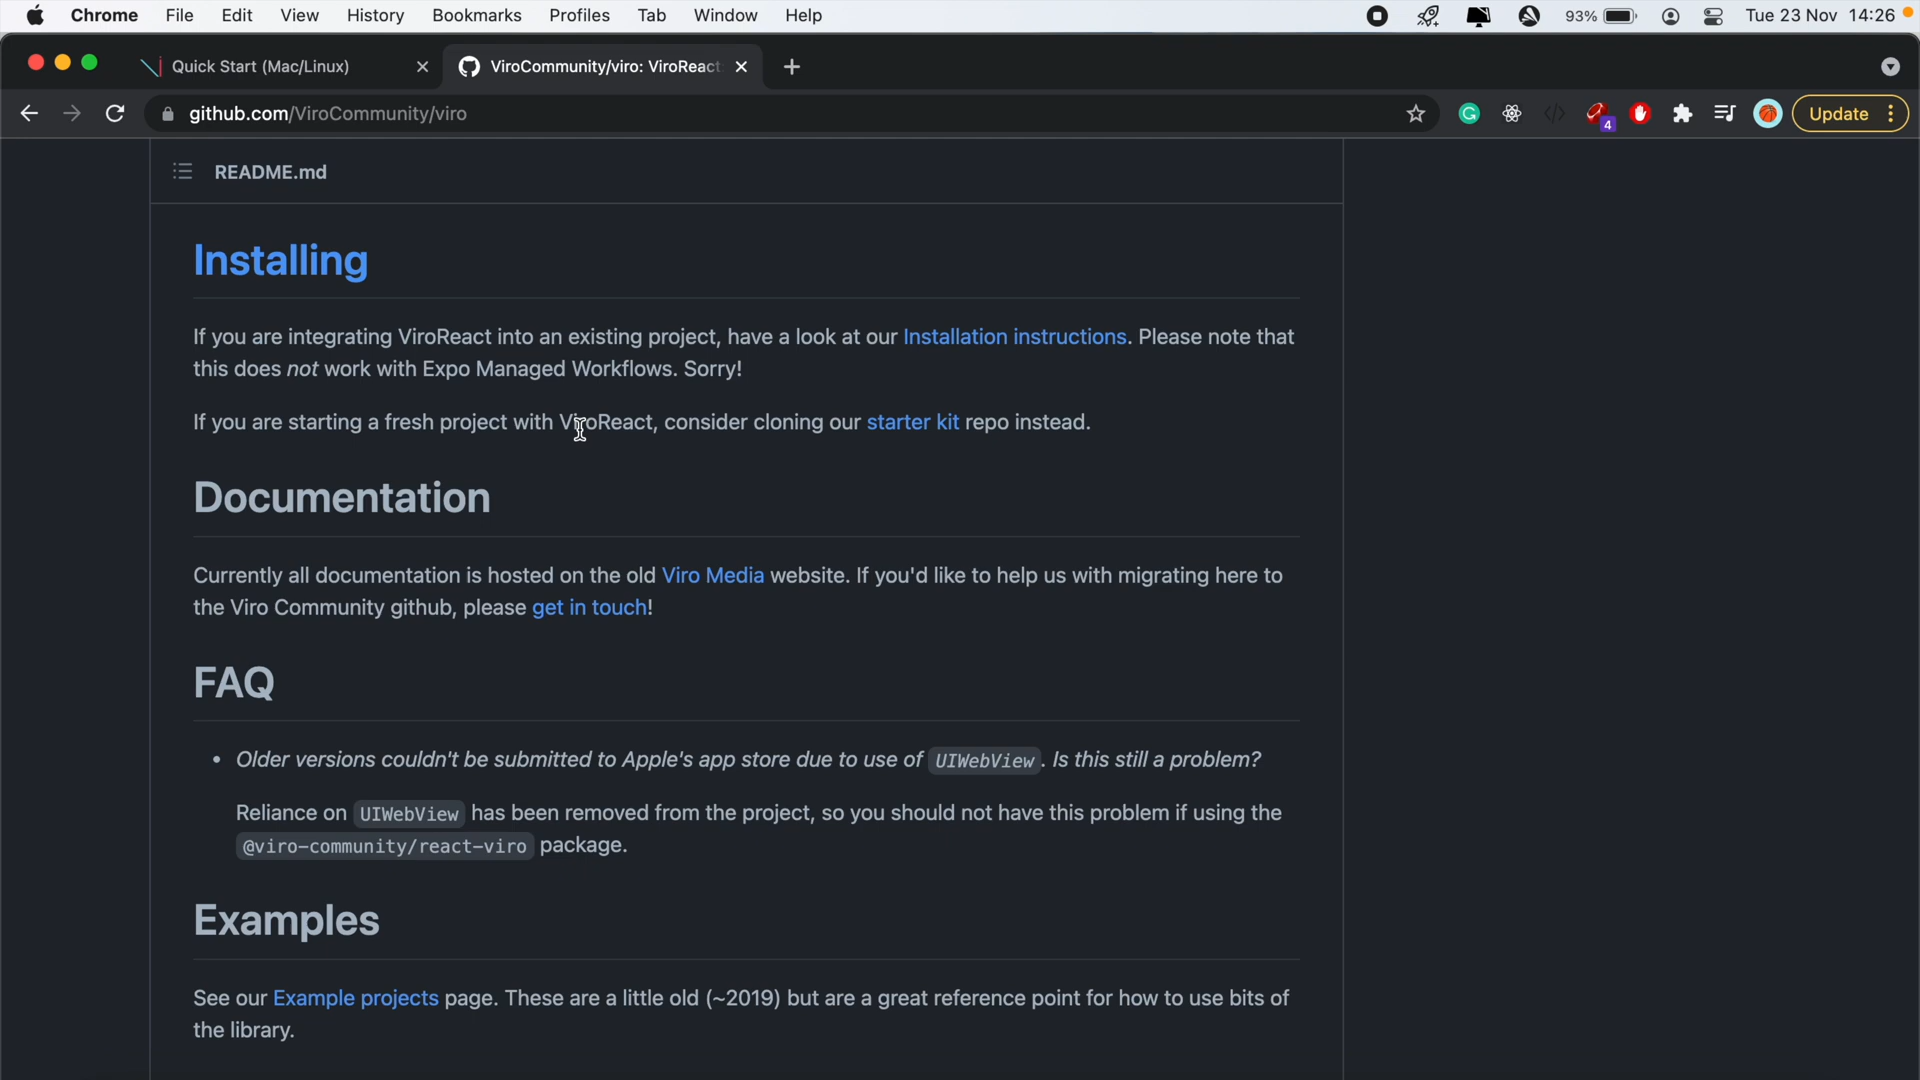 Chrome File Edit View History Bookmarks Profiles Tab Window Help 93% Tue 23 Nov 14:26
Quick Start (Mac/Linux) ViroCommunity/viro: ViroReact
github.com/ViroCommunity/viro 4 Update
README.md
Installing
If you are integrating ViroReact into an existing project, have a look at our Installation instructions. Please note that
this does not work with Expo Managed Workflows. Sorry!
If you are starting a fresh project with ViroReact, consider cloning our starter kit repo instead.
Documentation
Currently all documentation is hosted on the old Viro Media website. If you'd like to help us with migrating here to
the Viro Community github, please get in touch!
FAQ
• Older versions couldn't be submitted to Apple's app store due to use of UIWebView. Is this still a problem?
Reliance on UIWebView has been removed from the project, so you should not have this problem if using the
@viro-community/react-viro package.
Examples
See our Example projects page. These are a little old (~2019) but are a great reference point for how to use bits of
the library.